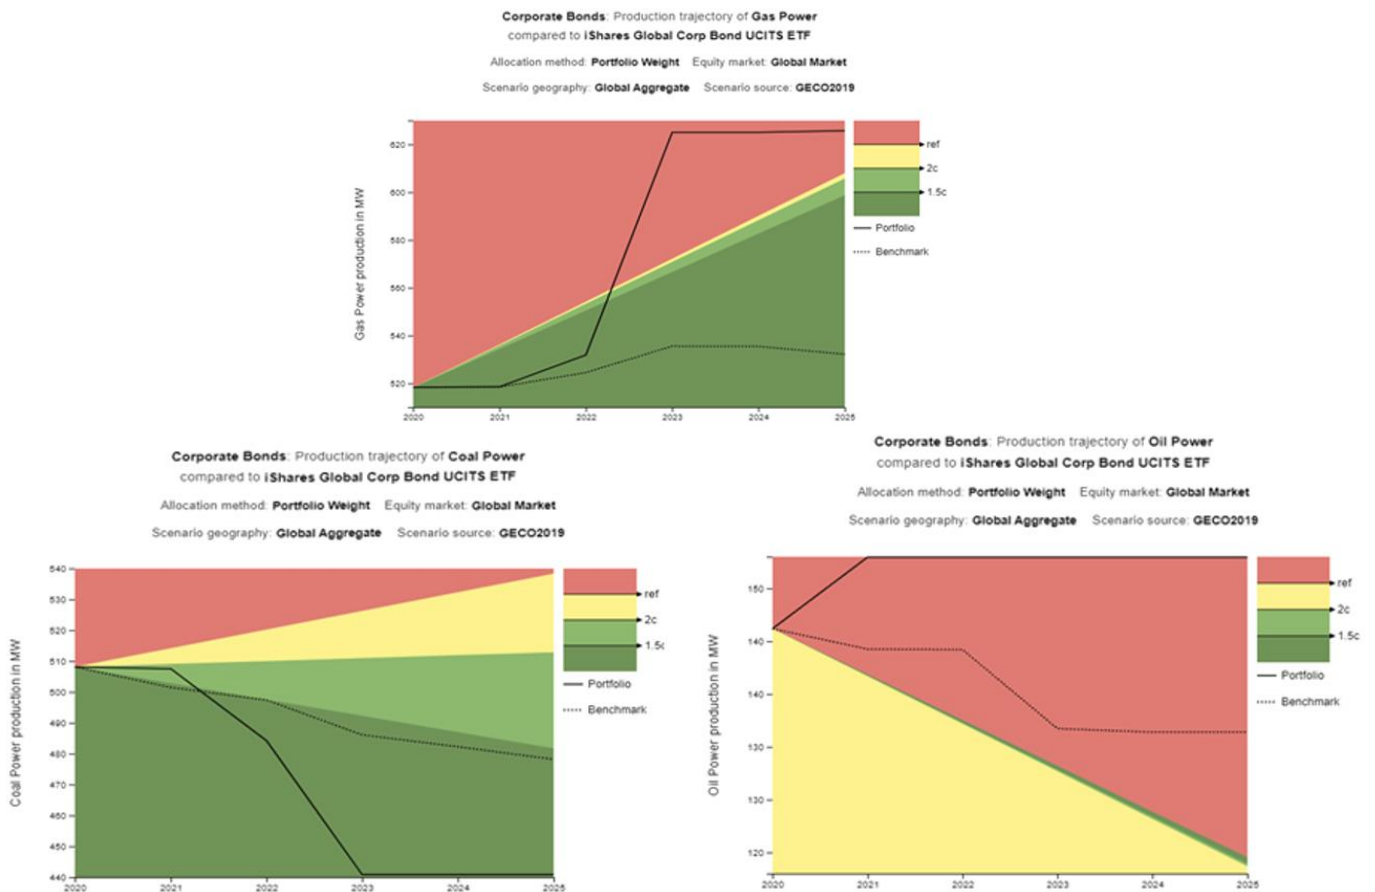 Corporate Bonds: Production trajectory of Gas Power
compared to iShares Global Corp Bond UCITS ETF
Allocation method: Portfolio Weight Equity market: Global Market
Scenario geography: Global Aggregate Scenario source: GECO2019
Gas Power production in MW
620
600
580
560
540
520
2020 2021 2022 2023 2024 2025
ref
2c
1.5c
Portfolio
Benchmark
Corporate Bonds: Production trajectory of Coal Power
compared to iShares Global Corp Bond UCITS ETF
Allocation method: Portfolio Weight Equity market: Global Market
Scenario geography: Global Aggregate Scenario source: GECO2019
Coal Power production in MW
540
530
520
510
500
490
480
470
460
450
440
2020 2021 2022 2023 2024 2025
ref
2c
1.5c
Portfolio
Benchmark
Corporate Bonds: Production trajectory of Oil Power
compared to iShares Global Corp Bond UCITS ETF
Allocation method: Portfolio Weight Equity market: Global Market
Scenario geography: Global Aggregate Scenario source: GECO2019
Oil Power production in MW
150
140
140
130
130
120
2020 2021 2022 2023 2024 2025
ref
2c
1.5c
Portfolio
Benchmark